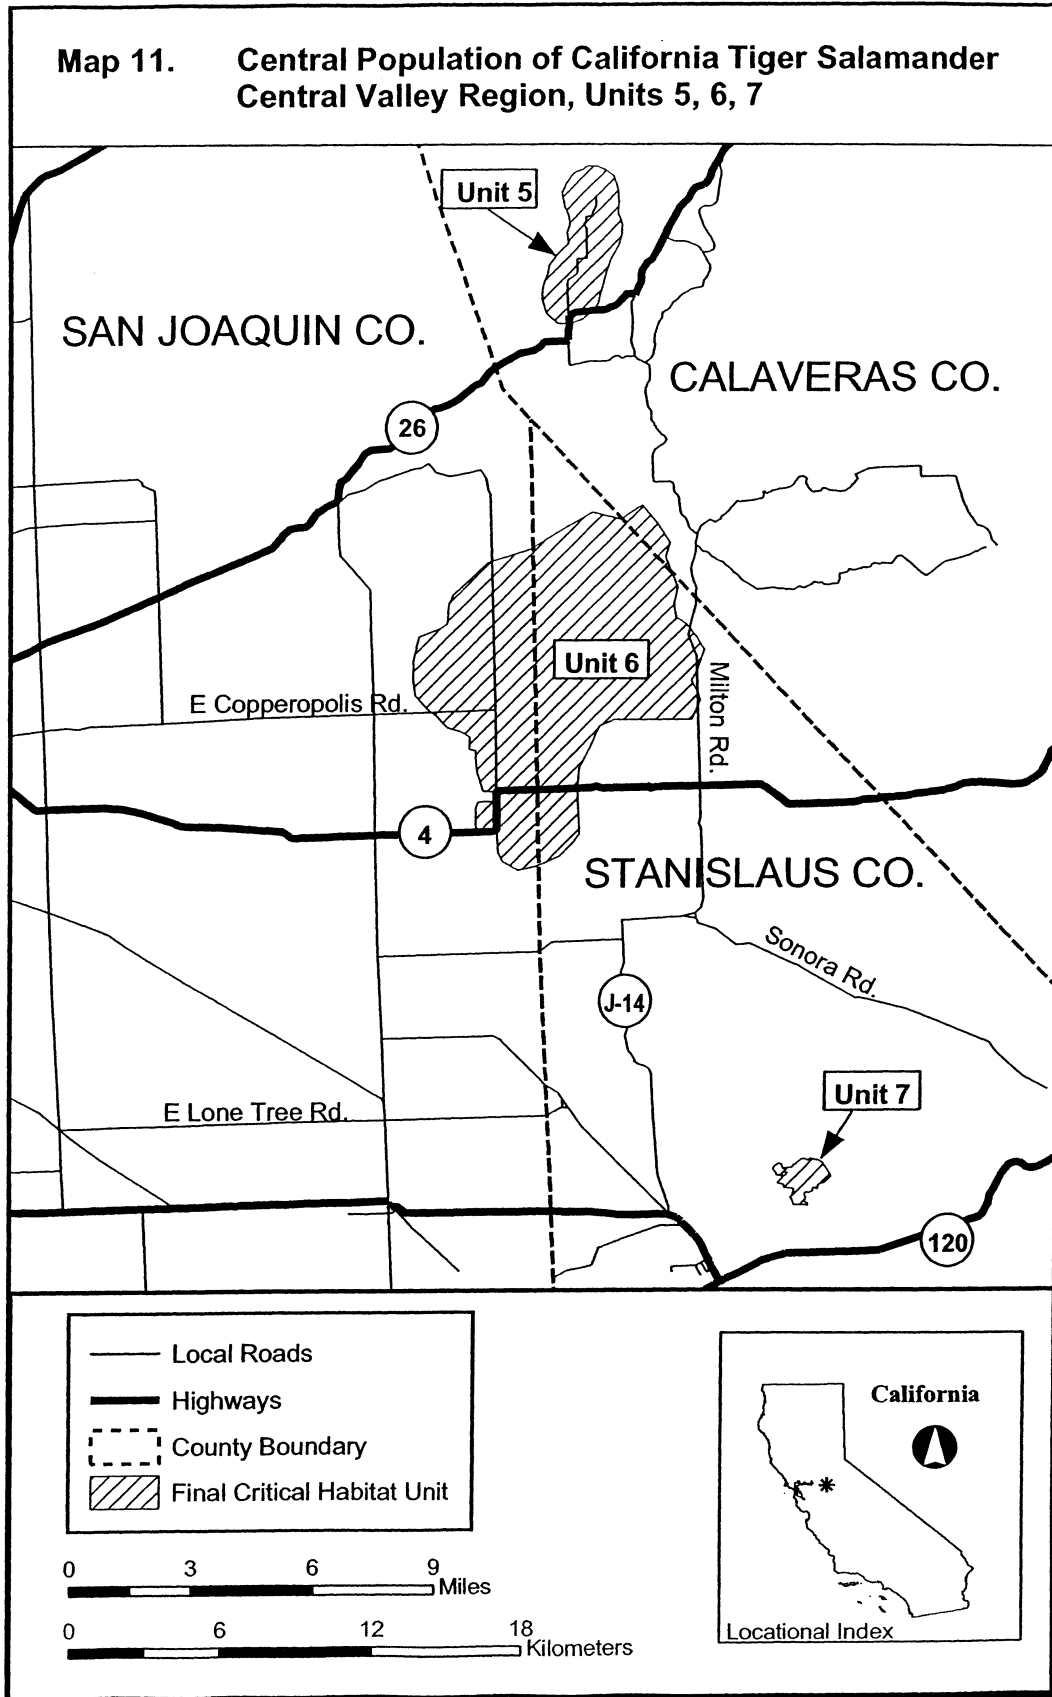 Map 11. Central Population of California Tiger Salamander
Central Valley Region, Units 5, 6, 7
Unit 5
SAN JOAQUIN CO.
CALAVERAS CO.
26
Unit 6
E Copperopolis Rd.
Milton Rd.
4
STANISLAUS CO.
Sonora Rd.
J-14
Unit 7
E Lone Tree Rd.
120
Local Roads
Highways
County Boundary
Final Critical Habitat Unit
0 3 6 9
Miles
0 6 12 18
Kilometers
California
Locational Index